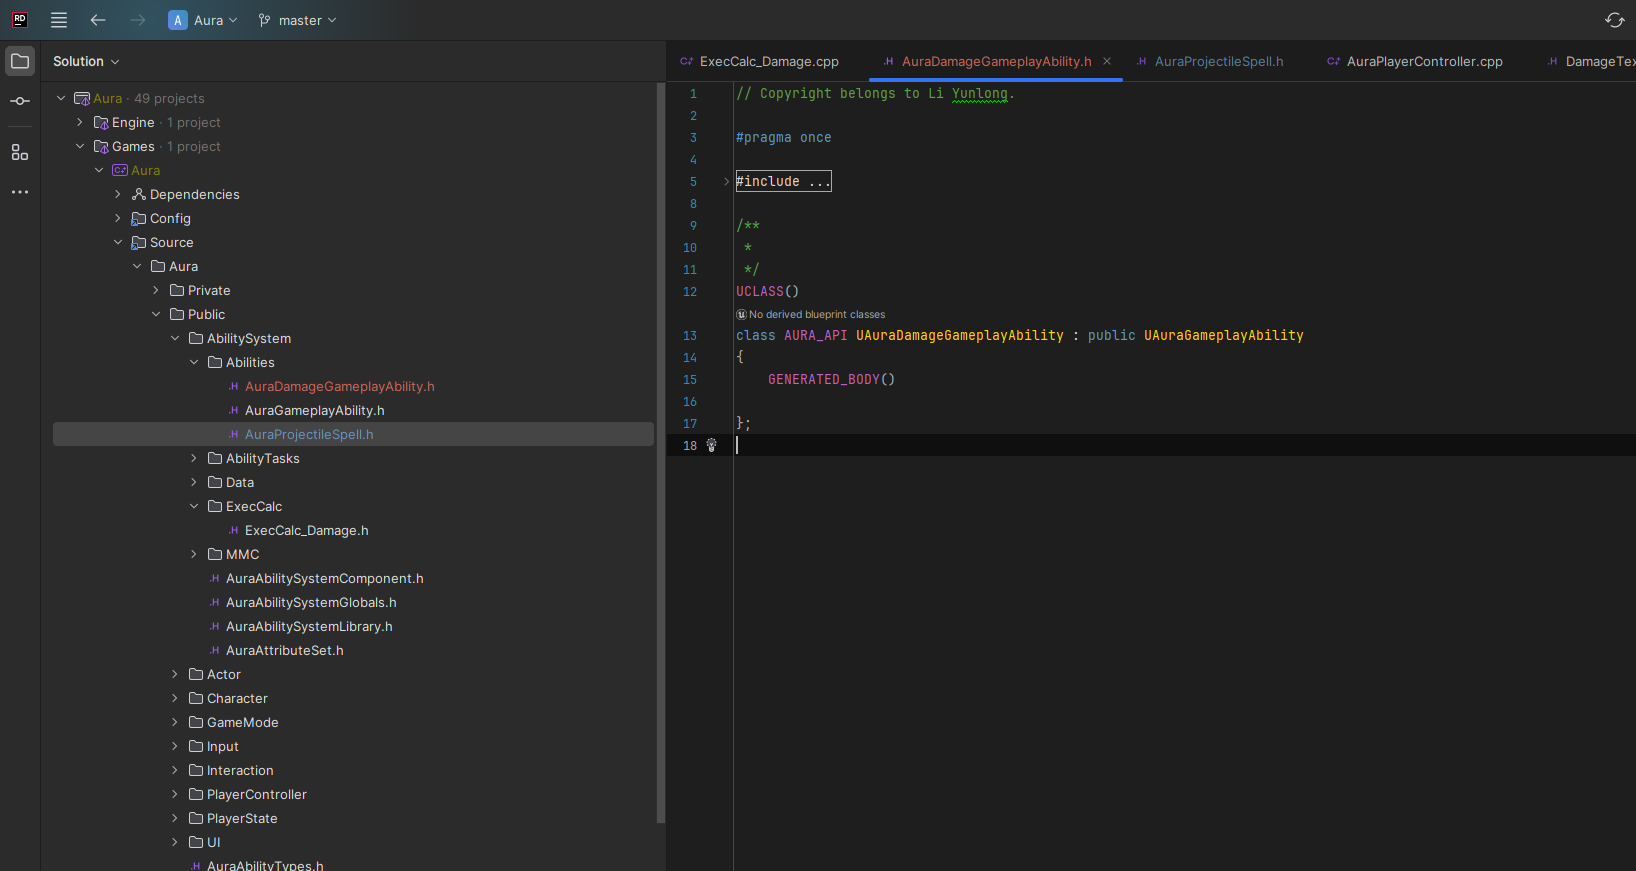 RD
A Aura master
Solution
Aura · 49 projects
Engine · 1 project
Games · 1 project
C+ Aura
Dependencies
Config
Source
Aura
Private
Public
AbilitySystem
Abilities
.H AuraDamageGameplayAbility.h
.H AuraGameplayAbility.h
.H AuraProjectileSpell.h
AbilityTasks
Data
ExecCalc
.H ExecCalc_Damage.h
MMC
.H AuraAbilitySystemComponent.h
.H AuraAbilitySystemGlobals.h
.H AuraAbilitySystemLibrary.h
.H AuraAttributeSet.h
Actor
Character
GameMode
Input
Interaction
PlayerController
PlayerState
UI
.H AuraAbilityTypes.h
C+ ExecCalc_Damage.cpp .H AuraDamageGameplayAbility.h × .H AuraProjectileSpell.h C+ AuraPlayerController.cpp .H DamageTex
1 // Copyright belongs to Li Yunlong.
2
3 #pragma once
4
5 #include ...
8
9 /**
10 *
11 */
12 UCLASS()
No derived blueprint classes
13 class AURA_API UAuraDamageGameplayAbility : public UAuraGameplayAbility
14 {
15 GENERATED_BODY()
16
17 };
18